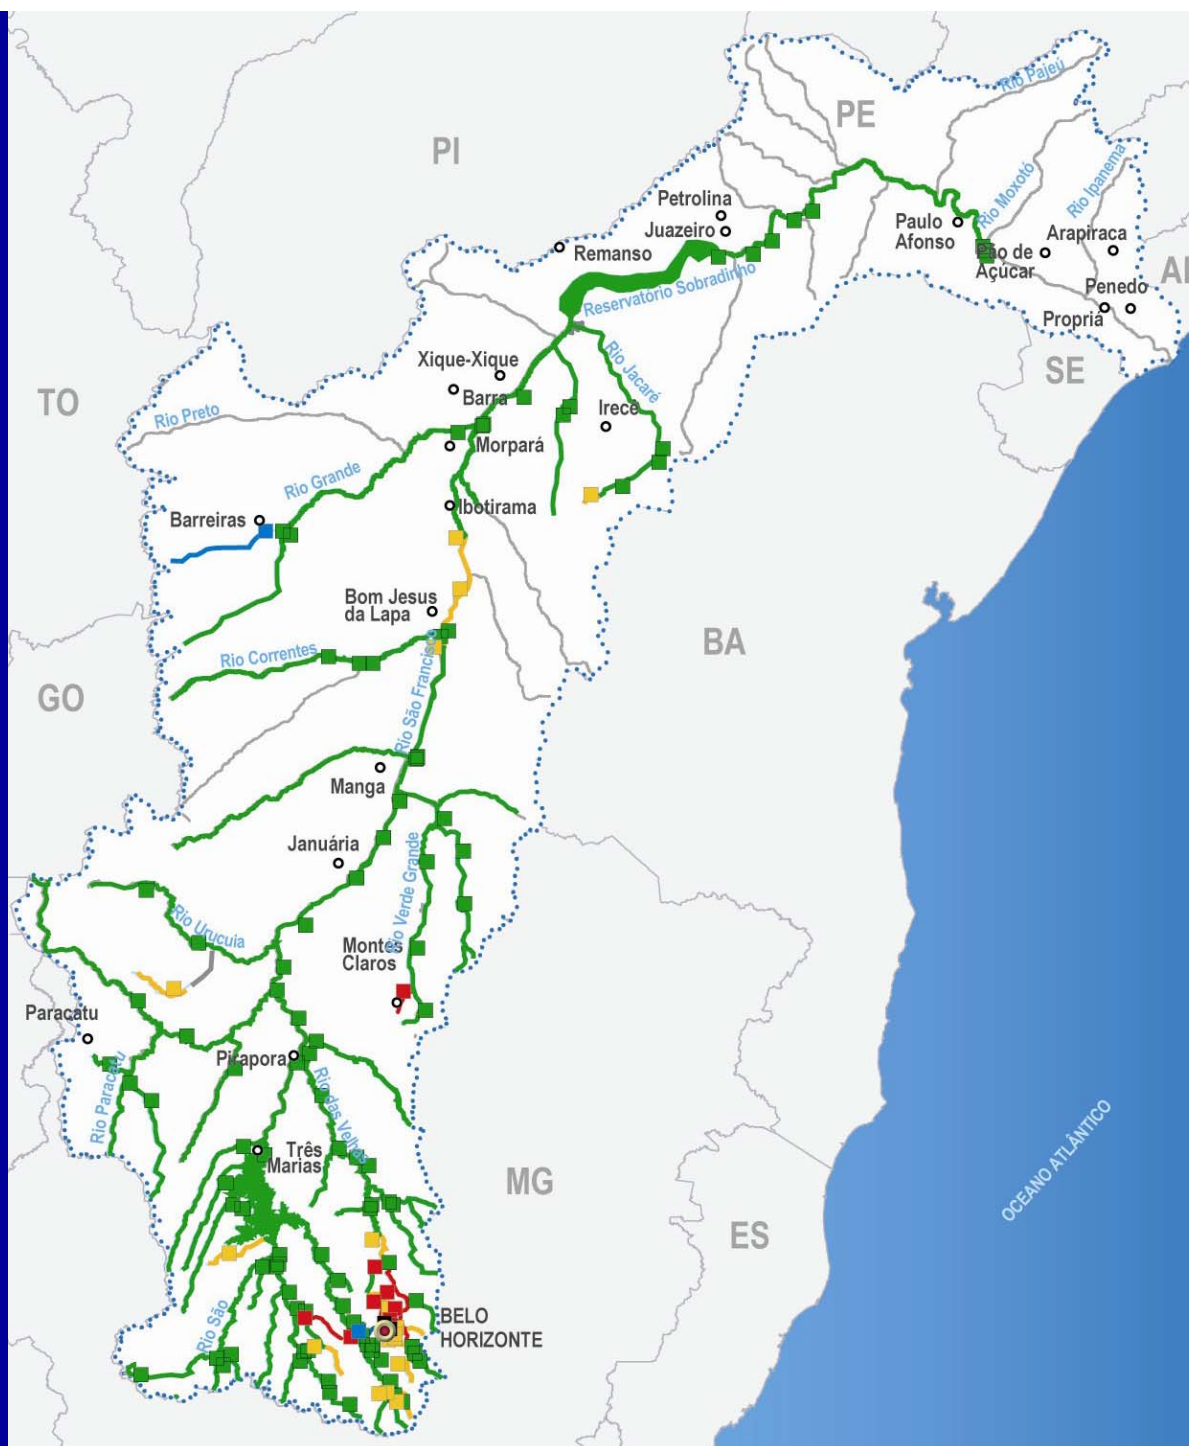 Rio Pajeú
PE
PI
Rio Moxotó
Rio Ipanema
Petrolina
Juazeiro
Remanso
Paulo
Afonso
Arapiraca
Pão de
Açúcar
AL
Penedo
Propriá
Reservatório Sobradinho
SE
Rio Jacaré
Xique-Xique
Barra
TO
Irecê
Rio Preto
Morpará
Rio Grande
Ibotirama
Barreiras
Bom Jesus
da Lapa
BA
Rio Correntes
Rio São Francisco
GO
Manga
Januária
Rio Verde Grande
Rio Urucuia
Montes
Claros
Paracatu
Pirapora
Rio Paracatu
Rio das Velhas
Três
Marias
MG
OCEANO ATLÂNTICO
ES
Rio São
BELO
HORIZONTE